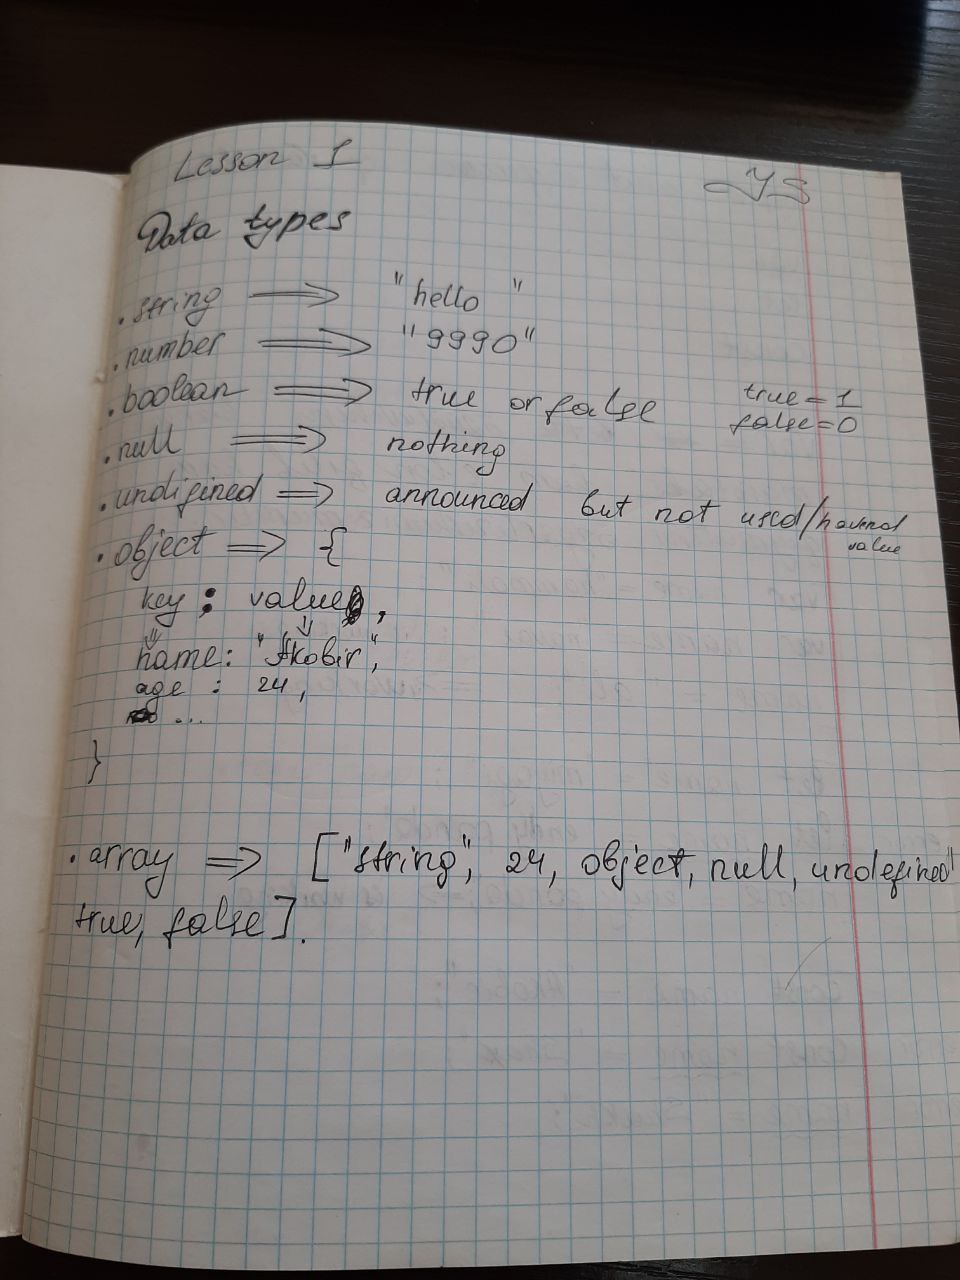 Lesson 1
JS
Data types
. string ⟹ "hello"
. number ⟹ "9990"
. boolean ⟹ true or false true = 1
false = 0
. null ⟹ nothing
. undifined ⟹ announced but not used/
value
. object ⟹ {
key : value,
name: "Akobir",
age : 24,
...
}
. array ⟹ ["string", 24, object, null, undefined
true, false].